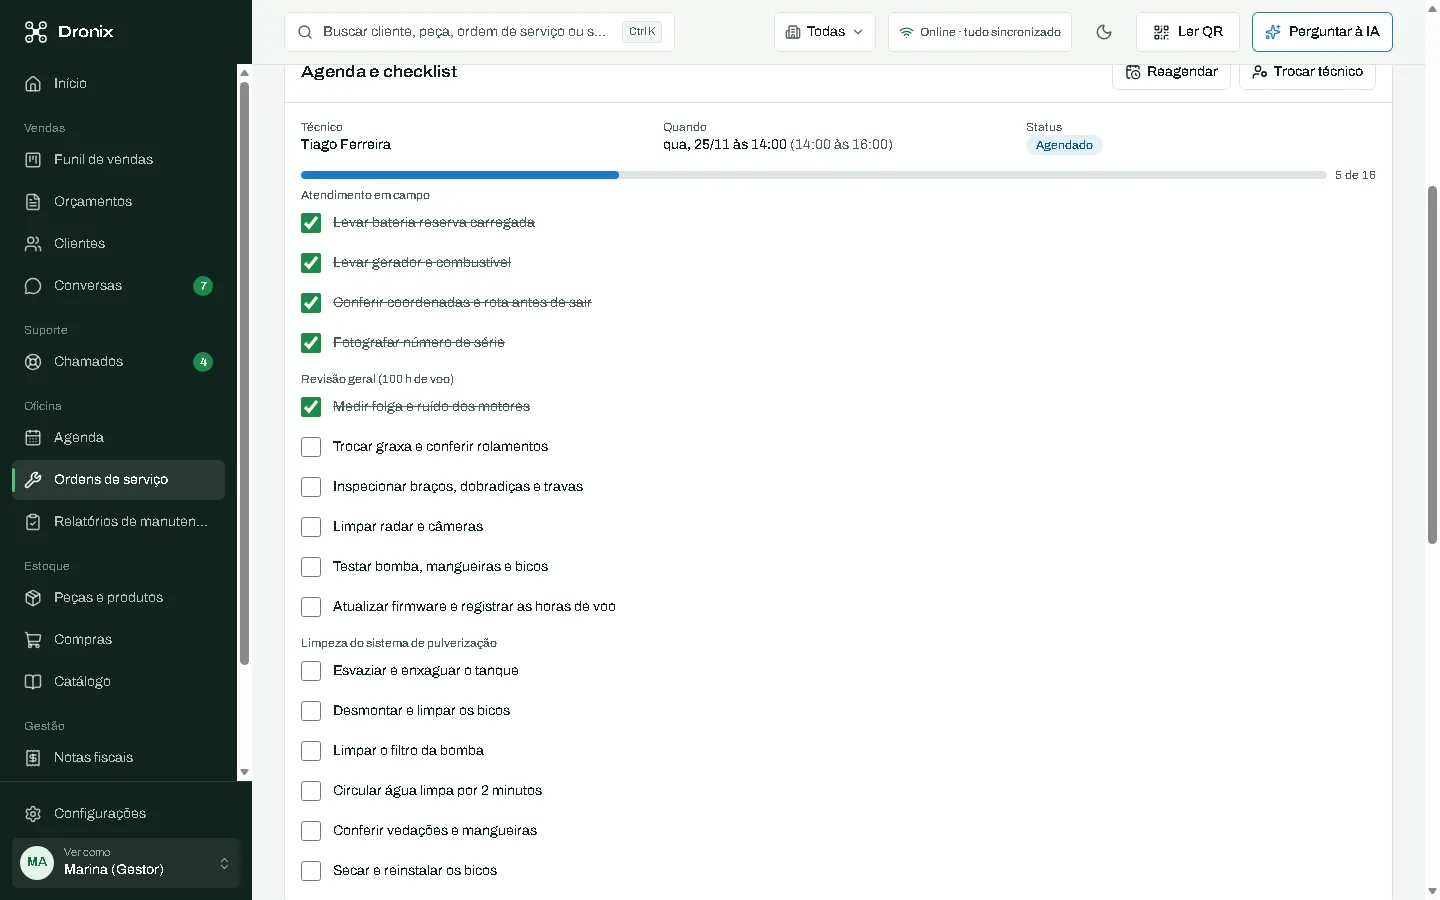 Dronix
Buscar cliente, peça, ordem de serviço ou s...
Ctrl K
Todas
Online · tudo sincronizado
Ler QR
Perguntar à IA
Início
Vendas
Funil de vendas
Orçamentos
Clientes
Conversas
7
Suporte
Chamados
4
Oficina
Agenda
Ordens de serviço
Relatórios de manuten...
Estoque
Peças e produtos
Compras
Catálogo
Gestão
Notas fiscais
Configurações
MA
Ver como
Marina (Gestor)
Agenda e checklist
Reagendar
Trocar técnico
Técnico
Tiago Ferreira
Quando
qua, 25/11 às 14:00 (14:00 às 16:00)
Status
Agendado
5 de 16
Atendimento em campo
Levar bateria reserva carregada
Levar gerador e combustível
Conferir coordenadas e rota antes de sair
Fotografar número de série
Revisão geral (100 h de voo)
Medir folga e ruído dos motores
Trocar graxa e conferir rolamentos
Inspecionar braços, dobradiças e travas
Limpar radar e câmeras
Testar bomba, mangueiras e bicos
Atualizar firmware e registrar as horas de voo
Limpeza do sistema de pulverização
Esvaziar e enxaguar o tanque
Desmontar e limpar os bicos
Limpar o filtro da bomba
Circular água limpa por 2 minutos
Conferir vedações e mangueiras
Secar e reinstalar os bicos